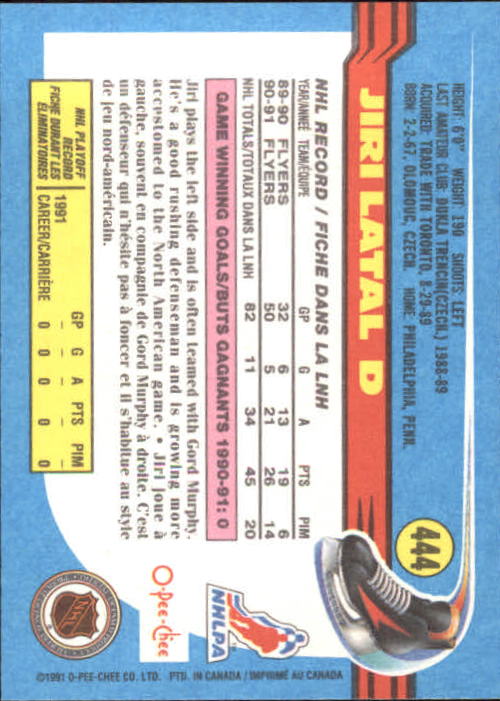 444
HEIGHT: 6'0" WEIGHT: 190 SHOOTS: LEFT
LAST AMATEUR CLUB: DUKLA TRENCIN(CZECH.) 1988-89
ACQUIRED: TRADE WITH TORONTO, 8-29-89
BORN: 2-2-67, OLOMOUC, CZECH. HOME: PHILADELPHIA, PENN.
JIRI LATAL D
NHL RECORD / FICHE DANS LA LNH
YEAR/ANNÉE TEAM/EQUIPE GP G A PTS PIM
89-90 FLYERS 32 6 13 19 6
90-91 FLYERS 50 5 21 26 14
NHL TOTALS/TOTAUX DANS LA LNH 82 11 34 45 20
GAME WINNING GOALS/BUTS GAGNANTS 1990-91: 0
Jiri plays the left side and is often teamed with Gord Murphy.
He's a good rushing defenseman and is growing more
accustomed to the North American game. • Jiri joue à
gauche, souvent en compagnie de Gord Murphy à droite. C'est
un défenseur qui n'hésite pas à foncer et il s'habitue au style
de jeu nord-américain.
NHL PLAYOFF
RECORD
FICHE DURANT LES
ÉLIMINATOIRES
GP G A PTS PIM
1991 – – – – –
CAREER/CARRIÈRE 0 0 0 0 0
NHLPA
O-pee-chee
NHL
©1991 O-PEE-CHEE CO. LTD. PTD. IN CANADA / IMPRIMÉ AU CANADA